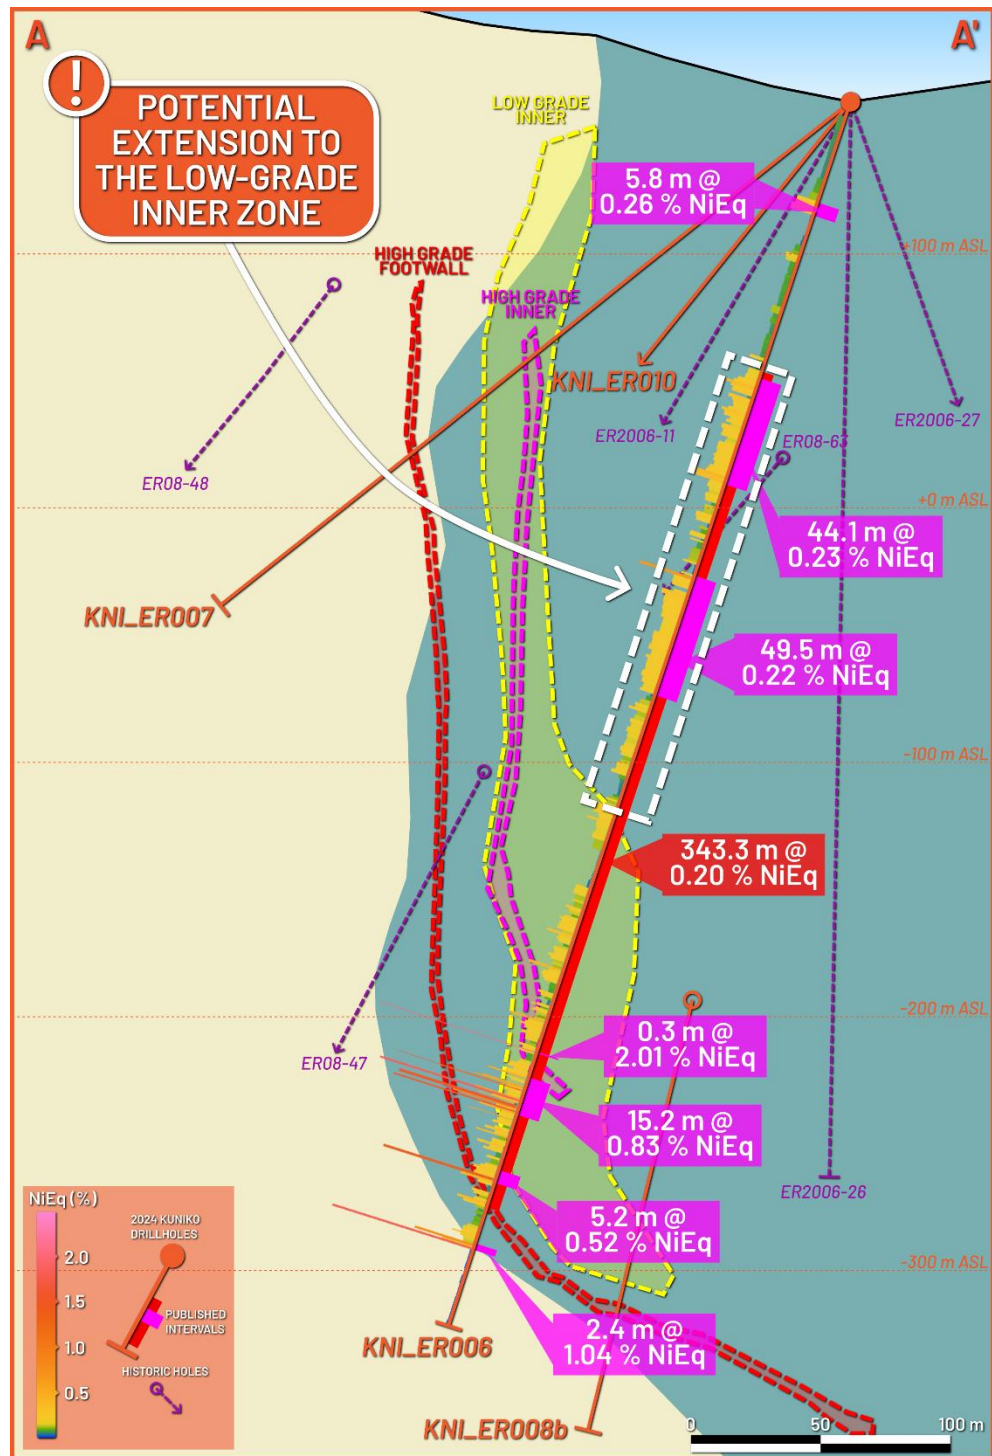 A
A'
!
POTENTIAL
EXTENSION TO
THE LOW-GRADE
INNER ZONE
LOW GRADE
INNER
5.8 m @
0.26 % NiEq
+100 m ASL
HIGH GRADE
FOOTWALL
HIGH GRADE
INNER
KNI_ER010
ER2006-11
ER08-63
ER2006-27
ER08-48
+0 m ASL
44.1 m @
0.23 % NiEq
KNI_ER007
49.5 m @
0.22 % NiEq
-100 m ASL
343.3 m @
0.20 % NiEq
-200 m ASL
0.3 m @
2.01 % NiEq
ER08-47
15.2 m @
0.83 % NiEq
ER2006-26
5.2 m @
0.52 % NiEq
-300 m ASL
2.4 m @
1.04 % NiEq
KNI_ER006
KNI_ER008b
NiEq (%)
2.0
1.5
1.0
0.5
2024 KUNIKO
DRILLHOLES
PUBLISHED
INTERVALS
HISTORIC HOLES
0 50 100 m